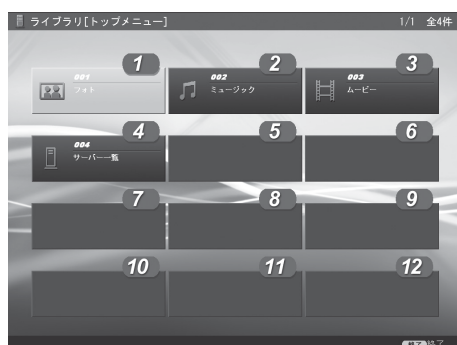 ライブラリ[トップメニュー] 1/1 全4件
1 2 3
001 002 003
フォト ミュージック ムービー
4 5 6
004
サーバー一覧
7 8 9
10 11 12
終了 終了